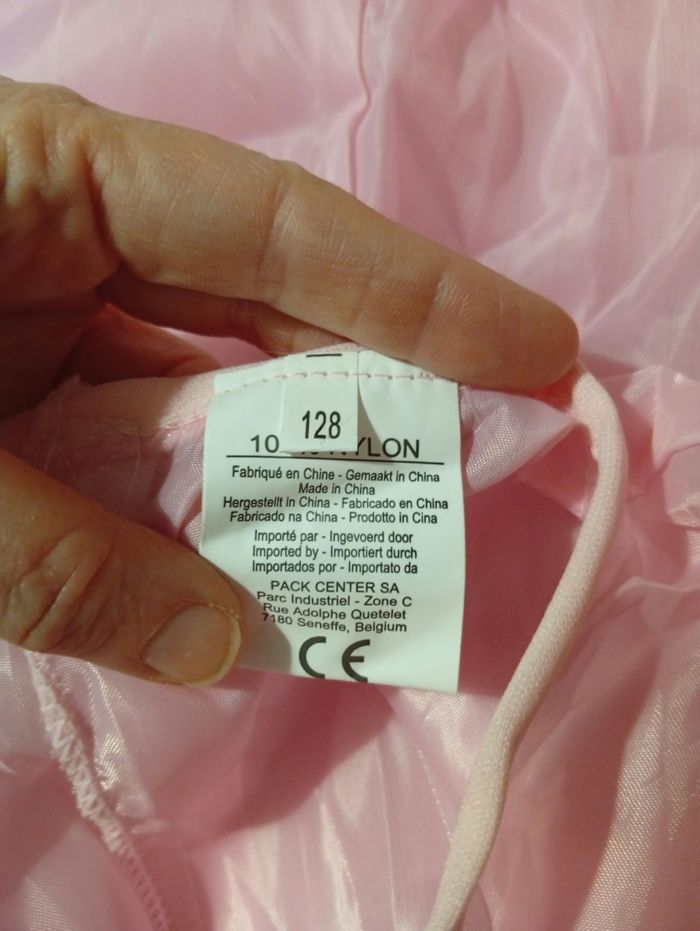 128
10 NYLON
Fabriqué en Chine - Gemaakt in China
Made in China
Hergestellt in China - Fabricado en China
Fabricado na China - Prodotto in Cina
Importé par - Ingevoerd door
Imported by - Importiert durch
Importados por - Importato da
PACK CENTER SA
Parc Industriel - Zone C
Rue Adolphe Quetelet
7180 Seneffe, Belgium
CE